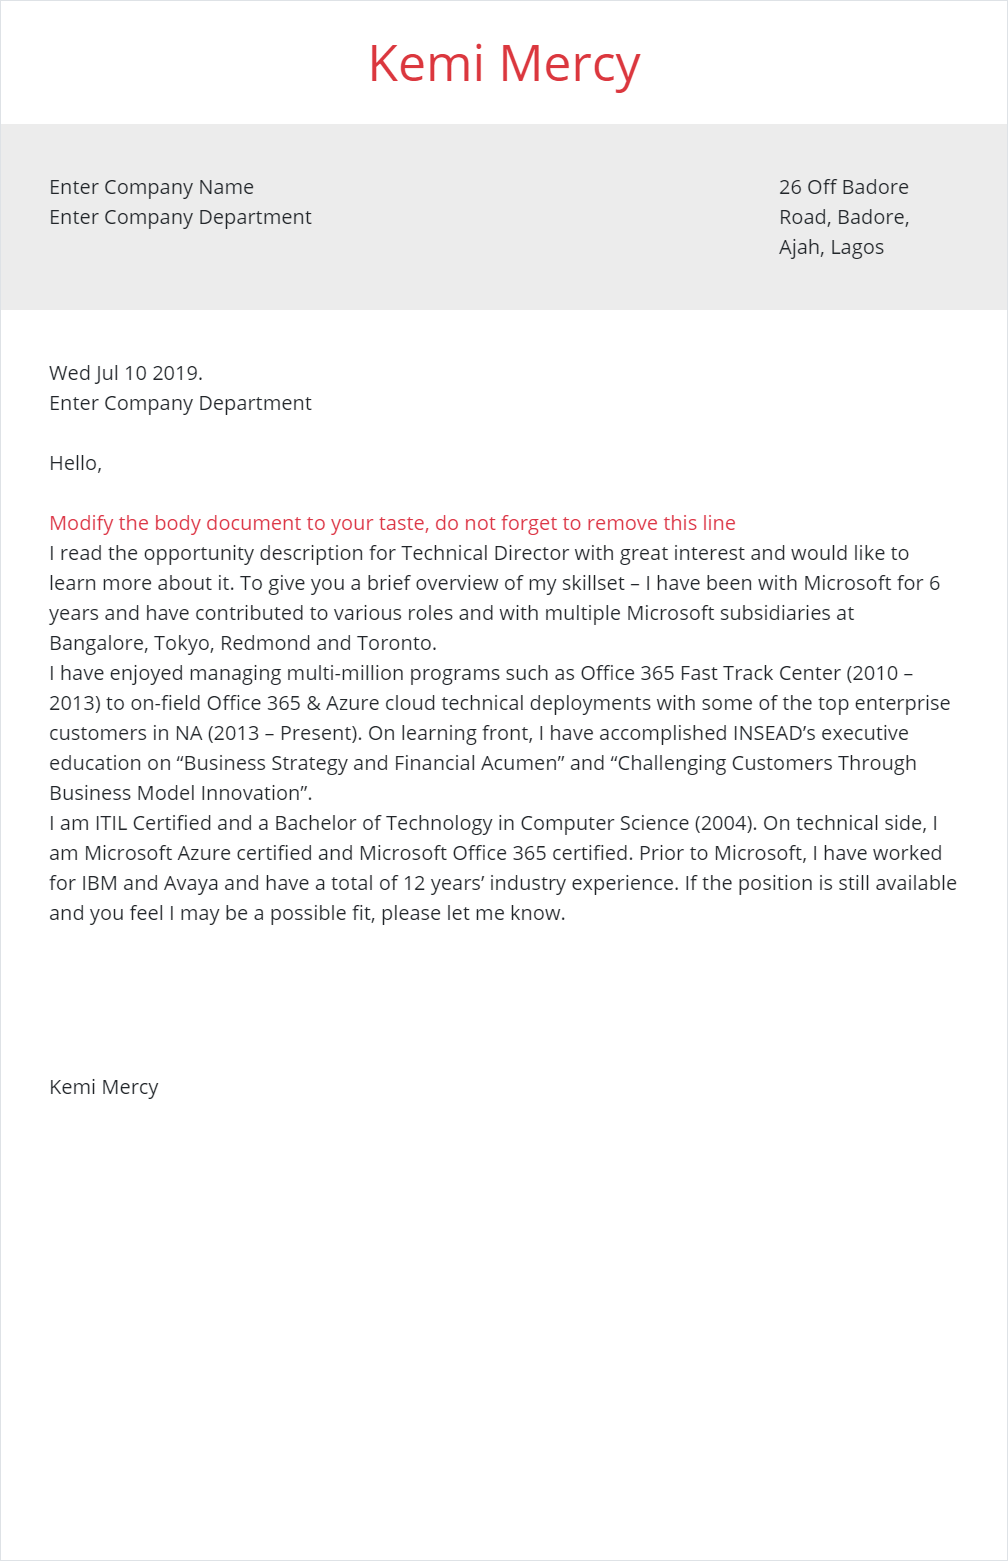 Kemi Mercy
Enter Company Name
Enter Company Department
26 Off Badore
Road, Badore,
Ajah, Lagos
Wed Jul 10 2019.
Enter Company Department
Hello,
Modify the body document to your taste, do not forget to remove this line
I read the opportunity description for Technical Director with great interest and would like to
learn more about it. To give you a brief overview of my skillset – I have been with Microsoft for 6
years and have contributed to various roles and with multiple Microsoft subsidiaries at
Bangalore, Tokyo, Redmond and Toronto.
I have enjoyed managing multi-million programs such as Office 365 Fast Track Center (2010 –
2013) to on-field Office 365 & Azure cloud technical deployments with some of the top enterprise
customers in NA (2013 – Present). On learning front, I have accomplished INSEAD’s executive
education on “Business Strategy and Financial Acumen” and “Challenging Customers Through
Business Model Innovation”.
I am ITIL Certified and a Bachelor of Technology in Computer Science (2004). On technical side, I
am Microsoft Azure certified and Microsoft Office 365 certified. Prior to Microsoft, I have worked
for IBM and Avaya and have a total of 12 years’ industry experience. If the position is still available
and you feel I may be a possible fit, please let me know.
Kemi Mercy